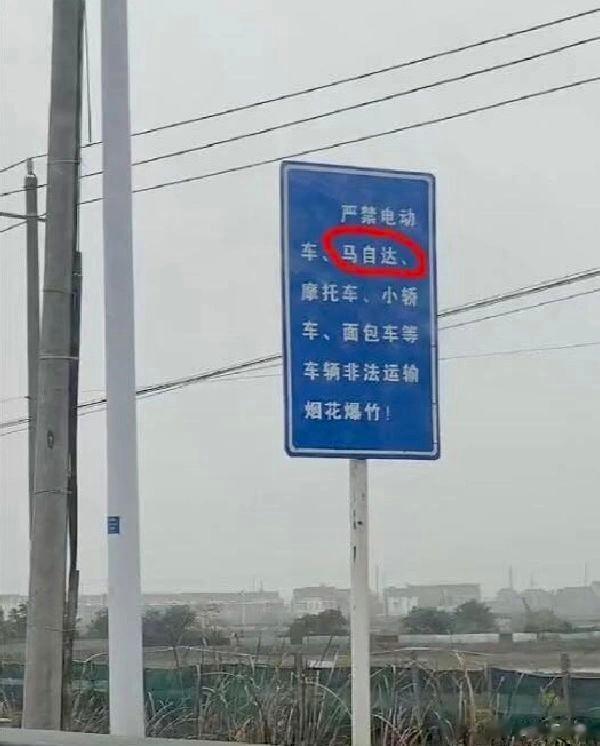 严禁电动
车、马自达、
摩托车、小轿
车、面包车等
车辆非法运输
烟花爆竹！